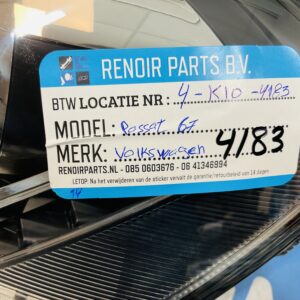 RENOIR PARTS B.V.
BTW LOCATIE NR: 4-K10-4183
MODEL: Passat B7
MERK: Volkswagen 4183
RENOIRPARTS.NL - 085 0603676 - 06 41346994
LETOP: Na het verwijderen van de sticker vervalt de garantie/retourbeleid van 14 dagen